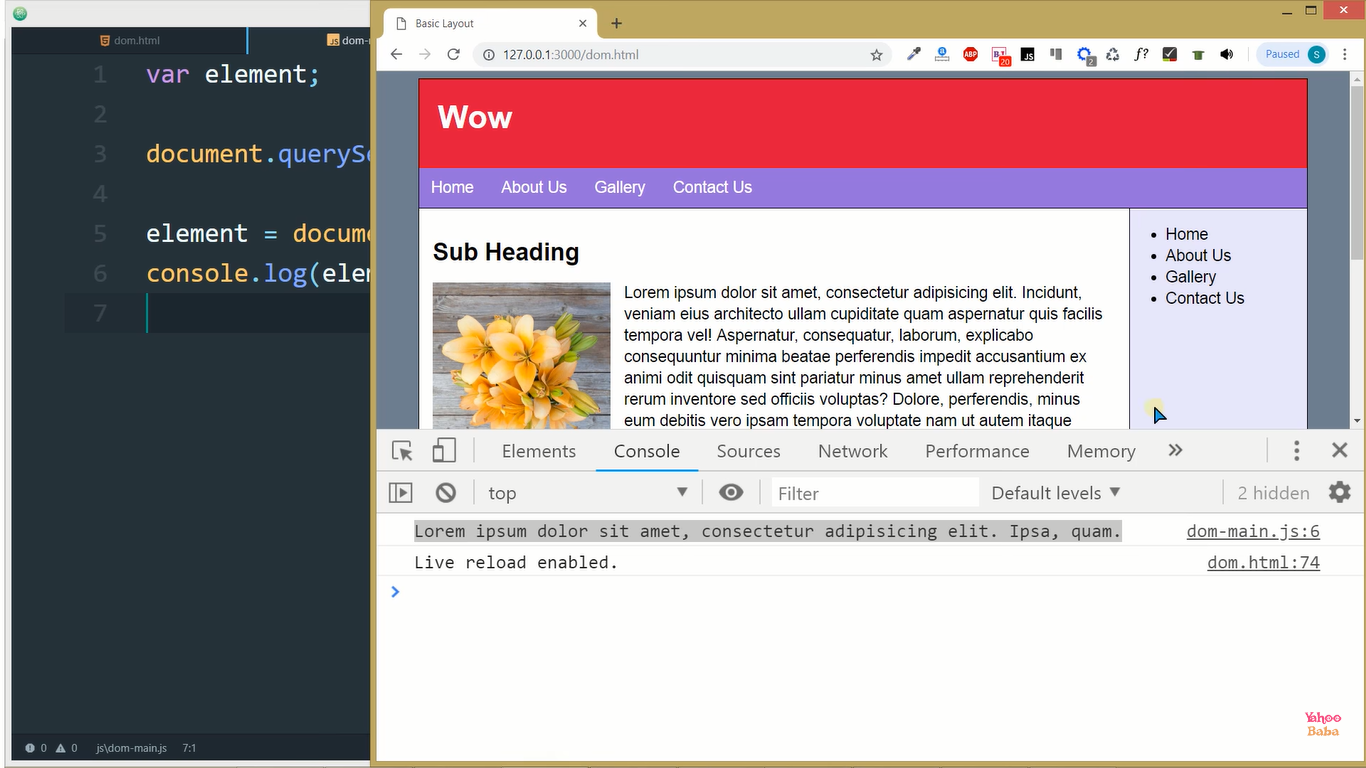 dom.html
dom-
1 var element;
2
3 document.queryS
4
5 element = docum
6 console.log(elem
7
0 0 js\dom-main.js 7:1
Basic Layout
127.0.0.1:3000/dom.html
ABP
20
JS
2
f?
Paused S
Wow
Home About Us Gallery Contact Us
Sub Heading
Lorem ipsum dolor sit amet, consectetur adipisicing elit. Incidunt,
veniam eius architecto ullam cupiditate quam aspernatur quis facilis
tempora vel! Aspernatur, consequatur, laborum, explicabo
consequuntur minima beatae perferendis impedit accusantium ex
animi odit quisquam sint pariatur minus amet ullam reprehenderit
rerum inventore sed officiis voluptas? Dolore, perferendis, minus
eum debitis vero ipsam tempora voluptate nam ut autem itaque
Home
About Us
Gallery
Contact Us
Elements Console Sources Network Performance Memory
top Filter Default levels 2 hidden
Lorem ipsum dolor sit amet, consectetur adipisicing elit. Ipsa, quam. dom-main.js:6
Live reload enabled. dom.html:74
Yahoo
Baba